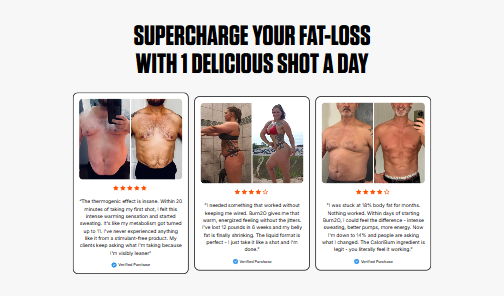 SUPERCHARGE YOUR FAT-LOSS
WITH 1 DELICIOUS SHOT A DAY
"The thermogenic effect is insane. Within 20
minutes of taking my first shot, I felt this
intense warming sensation and started
sweating. It's like my metabolism got turned
up to 11. I've never experienced anything
like it from a stimulant-free product. My
clients keep asking what I'm taking because
I'm visibly leaner"
Verified Purchase
"I needed something that worked without
keeping me wired. Burn2O gives me that
warm, energized feeling without the jitters.
I've lost 12 pounds in 6 weeks and my belly
fat is finally shrinking. The liquid format is
perfect - I just take it like a shot and I'm
done."
Verified Purchase
"I was stuck at 18% body fat for months.
Nothing worked. Within days of starting
Burn2O, I could feel the difference - intense
sweating, better pumps, more energy. Now
I'm down to 14% and people are asking
what I changed. The CaloriBurn ingredient is
legit - you literally feel it working."
Verified Purchase